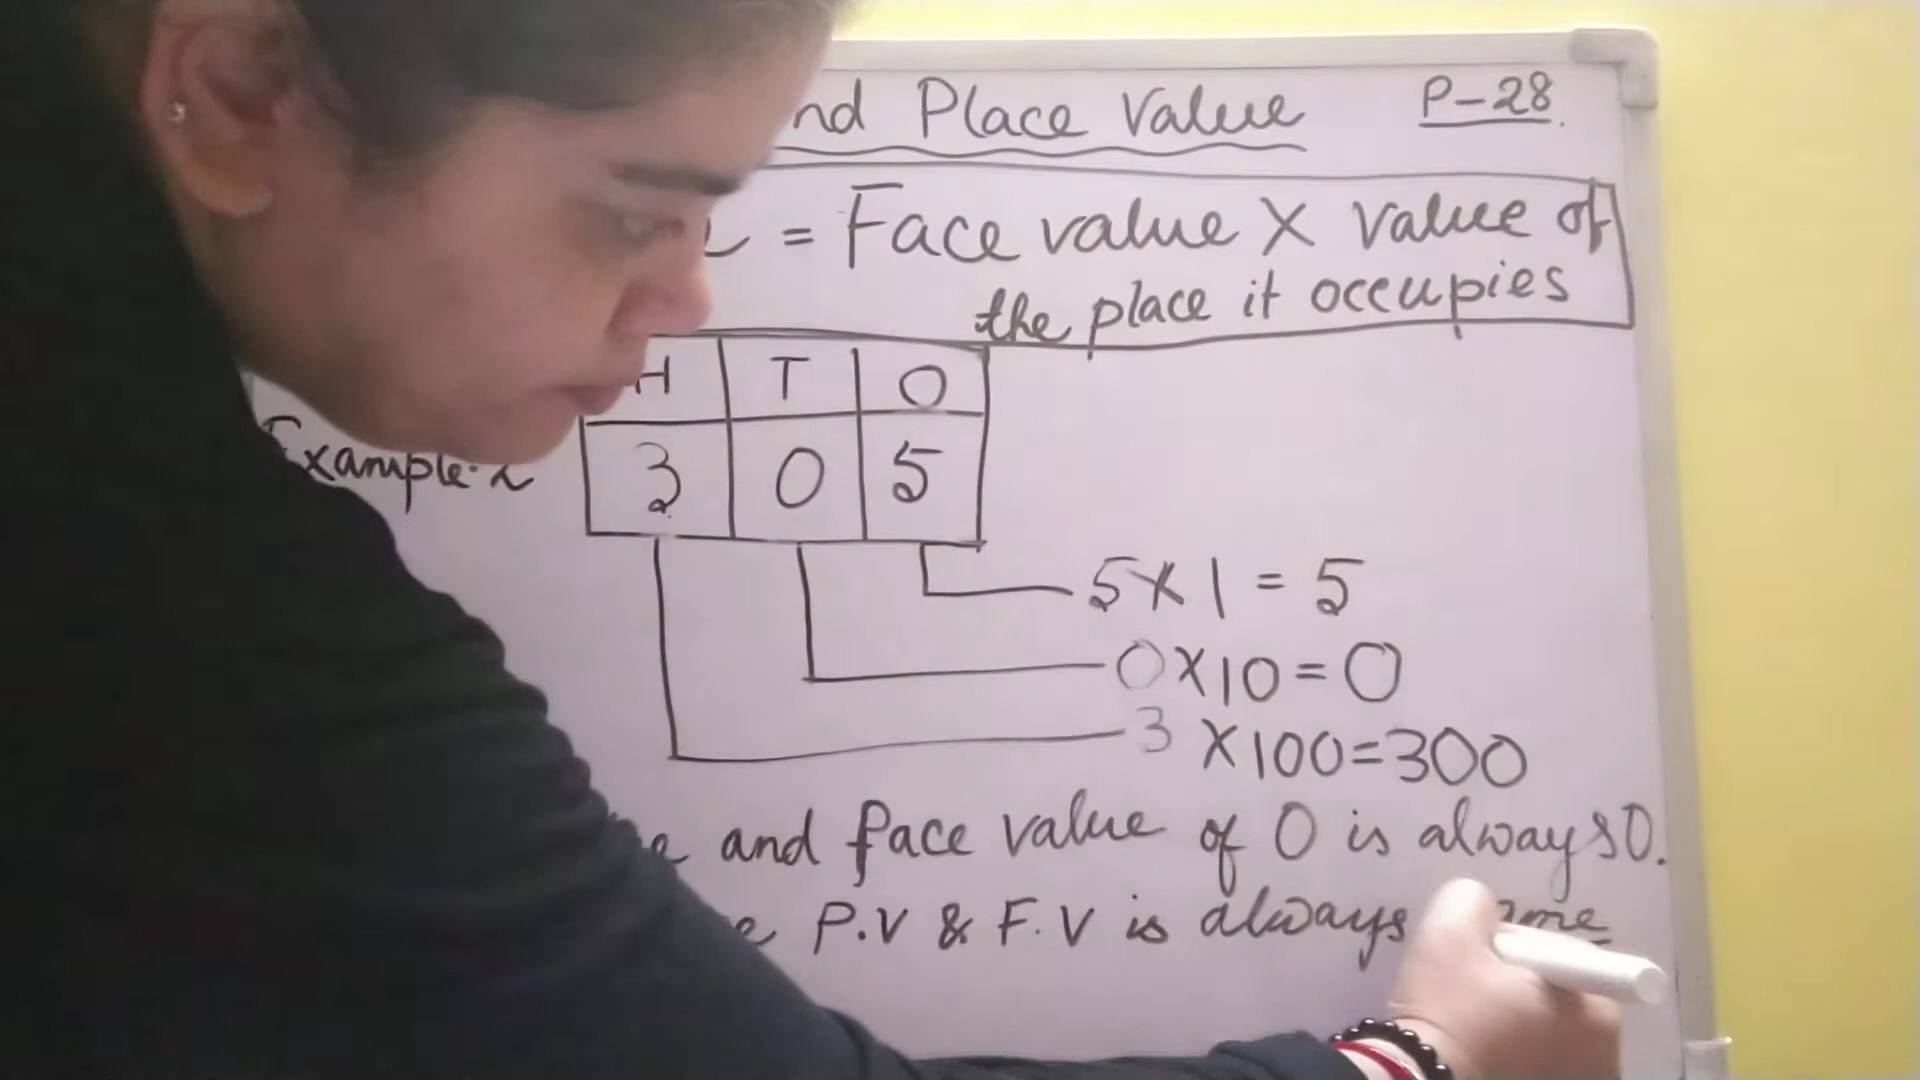 nd Place Value P-28.
= Face value X value of
the place it occupies
H T O
Example:
3 0 5
5 X 1 = 5
0 X 10 = 0
3 X 100 = 300
and face value of 0 is always 0.
P.V & F.V is always